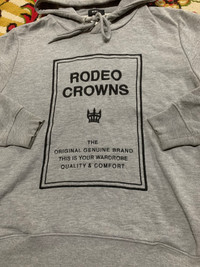 RODEO
CROWNS
THE
ORIGINAL GENUINE BRAND
THIS IS YOUR WARDROBE
QUALITY & COMFORT